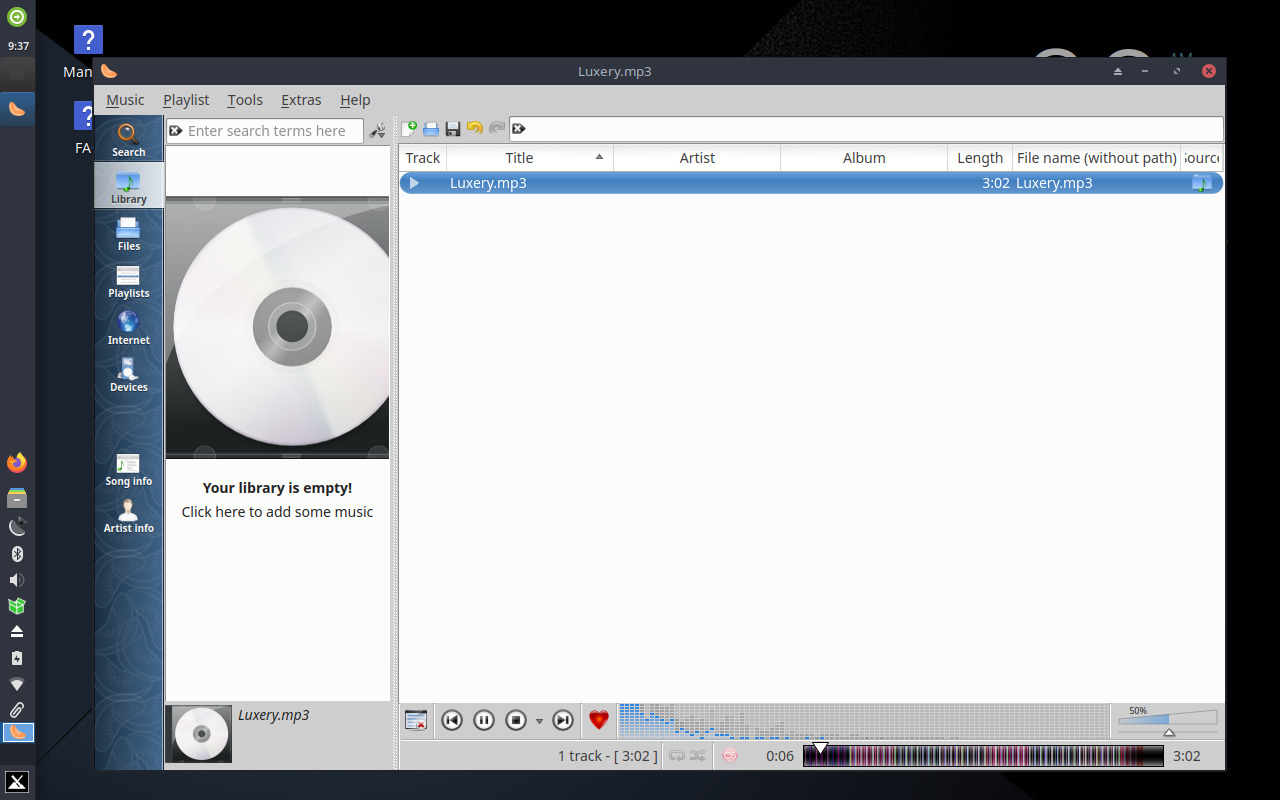 9:37
Man
FA
AM
Luxery.mp3
Music Playlist Tools Extras Help
Enter search terms here
Search
Library
Files
Playlists
Internet
Devices
Song info
Artist info
Your library is empty!
Click here to add some music
Luxery.mp3
Track Title Artist Album Length File name (without path) Sourc
Luxery.mp3 3:02 Luxery.mp3
50%
1 track - [ 3:02 ] 0:06 3:02